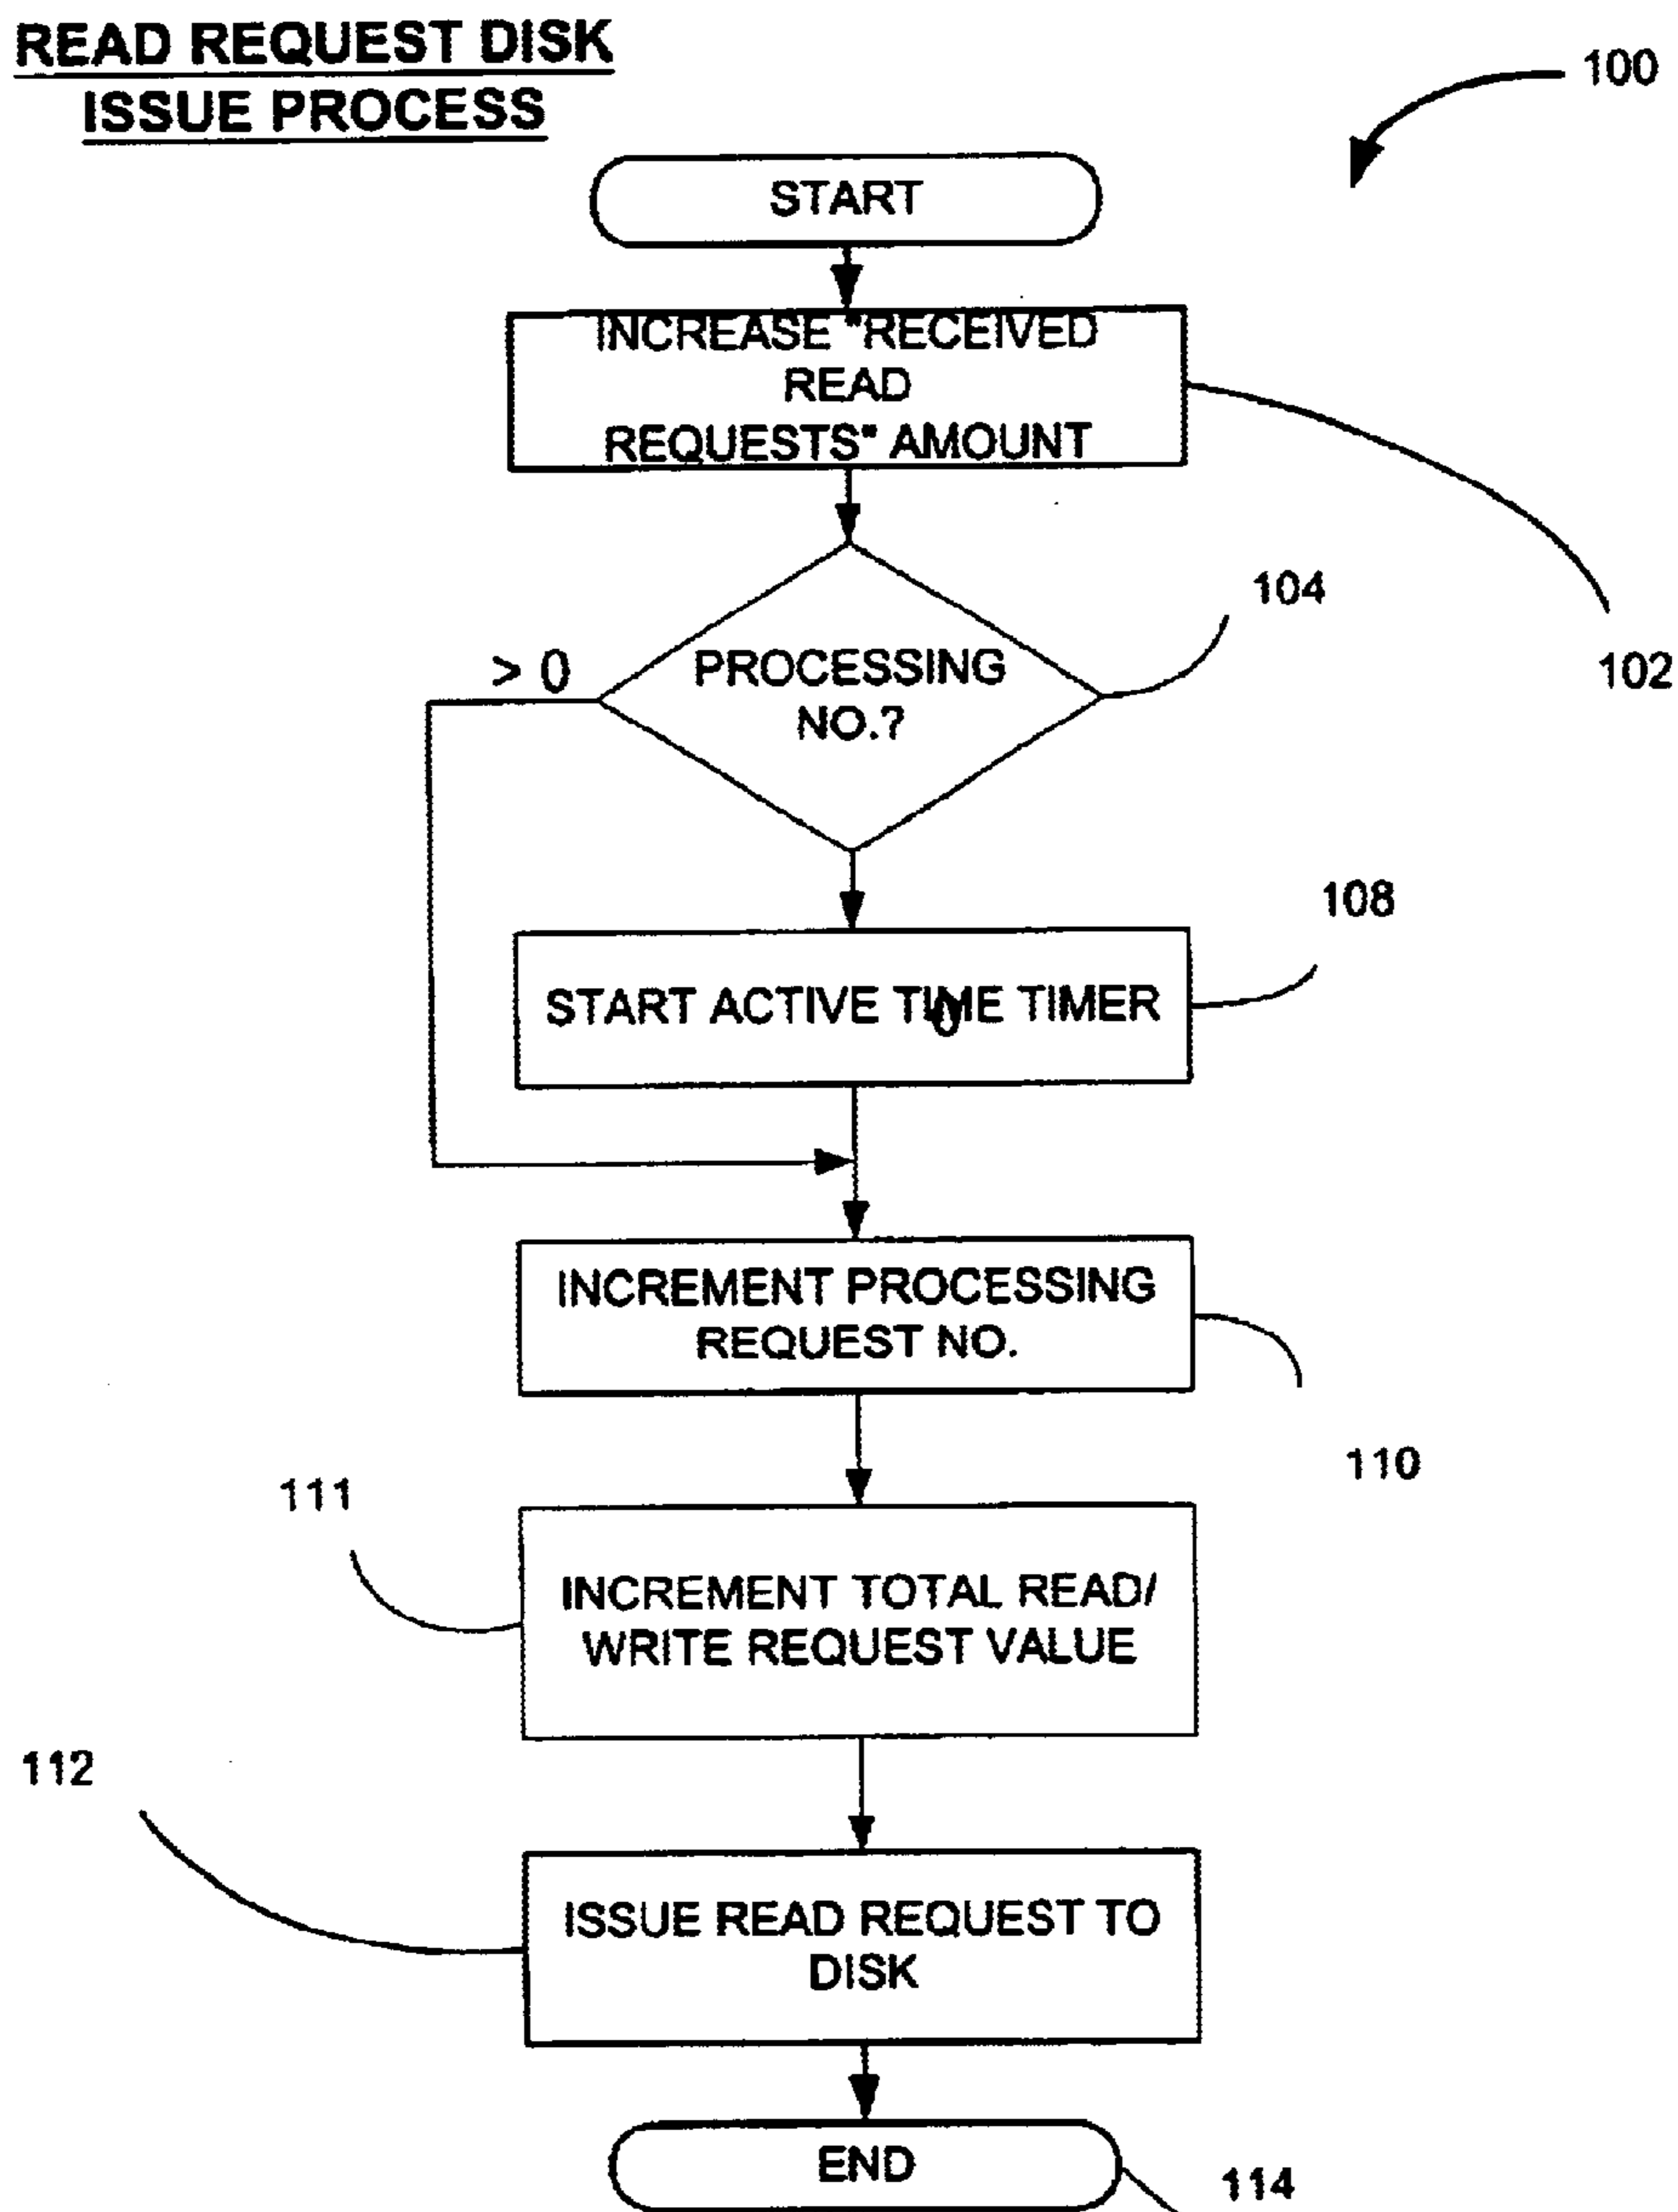 READ REQUEST DISK
ISSUE PROCESS
100
START
INCREASE "RECEIVED
READ
REQUESTS" AMOUNT
102
104
> 0
PROCESSING
NO.?
108
START ACTIVE TIME TIMER
0
INCREMENT PROCESSING
REQUEST NO.
110
111
INCREMENT TOTAL READ/
WRITE REQUEST VALUE
112
ISSUE READ REQUEST TO
DISK
END
114